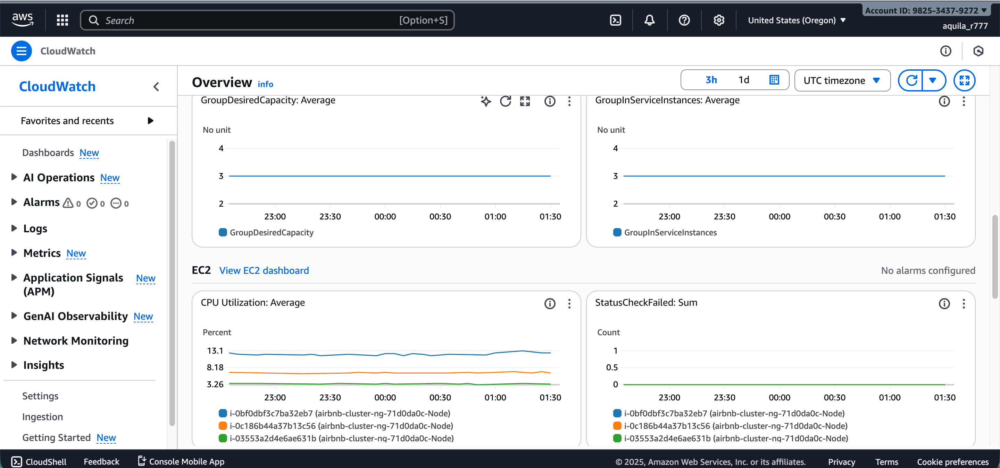 aws
Search
[Option+S]
United States (Oregon)
Account ID: 9825-3437-9272
aquila_r777
CloudWatch
CloudWatch
Favorites and recents
Dashboards New
AI Operations New
Alarms 0 0 0
Logs
Metrics New
Application Signals New
(APM)
GenAI Observability New
Network Monitoring
Insights
Settings
Ingestion
Getting Started New
Overview info
3h 1d
UTC timezone
GroupDesiredCapacity: Average
No unit
4
3
2
23:00 23:30 00:00 00:30 01:00 01:30
GroupDesiredCapacity
GroupInServiceInstances: Average
No unit
4
3
2
23:00 23:30 00:00 00:30 01:00 01:30
GroupInServiceInstances
EC2 View EC2 dashboard
No alarms configured
CPU Utilization: Average
Percent
13.1
8.18
3.26
23:00 23:30 00:00 00:30 01:00 01:30
i-0bf0dbf3c7ba32eb7 (airbnb-cluster-ng-71d0da0c-Node)
i-0c186b44a37b13c56 (airbnb-cluster-ng-71d0da0c-Node)
i-03553a2d4e6ae631b (airbnb-cluster-ng-71d0da0c-Node)
StatusCheckFailed: Sum
Count
1
0.5
0
23:00 23:30 00:00 00:30 01:00 01:30
i-0bf0dbf3c7ba32eb7 (airbnb-cluster-ng-71d0da0c-Node)
i-0c186b44a37b13c56 (airbnb-cluster-ng-71d0da0c-Node)
i-03553a2d4e6ae631b (airbnb-cluster-ng-71d0da0c-Node)
CloudShell Feedback Console Mobile App
© 2025, Amazon Web Services, Inc. or its affiliates. Privacy Terms Cookie preferences